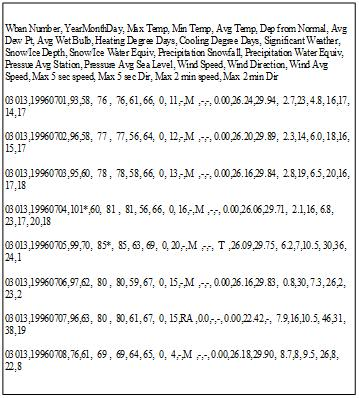 Wban Number, YearMonthDay, Max Temp, Min Temp, Avg Temp, Dep from Normal, Avg
Dew Pt, Avg Wet Bulb, Heating Degree Days, Cooling Degree Days, Significant Weather,
Snow/Ice Depth, Snow/Ice Water Equiv, Precipitation Snowfall, Precipitation Water Equiv,
Pressue Avg Station, Pressure Avg Sea Level, Wind Speed, Wind Direction, Wind Avg
Speed, Max 5 sec speed, Max 5 sec Dir, Max 2 min speed, Max 2 min Dir
03013,19960701,93,58, 76 , 76,61,66, 0, 11,-,M ,-,-, 0.00,26.24,29.94, 2.7,23, 4.8, 16,17,
14,17
03013,19960702,96,58, 77 , 77,56,64, 0, 12,-,M ,-,-, 0.00,26.20,29.89, 2.3,14, 6.0, 18,16,
15,17
03013,19960703,95,60, 78 , 78,58,66, 0, 13,-,M ,-,-, 0.00,26.16,29.84, 2.8,19, 6.5, 20,16,
17,18
03013,19960704,101*,60, 81 , 81,56,66, 0, 16,-,M ,-,-, 0.00,26.06,29.71, 2.1,16, 6.8,
23,17, 20,18
03013,19960705,99,70, 85*, 85,63,69, 0, 20,-,M ,-,-, T ,26.09,29.75, 6.2,7,10.5, 30,36,
24,1
03013,19960706,97,62, 80 , 80,59,67, 0, 15,-,M ,-,-, 0.00,26.16,29.83, 0.8,30, 7.3, 26,2,
23,2
03013,19960707,96,63, 80 , 80,61,67, 0, 15,RA ,0.0,-,-, 0.00,22.42,-, 7.9,16,10.5, 46,31,
38,19
03013,19960708,76,61, 69 , 69,64,65, 0, 4,-,M ,-,-, 0.00,26.18,29.90, 8.7,8, 9.5, 26,8,
22,8